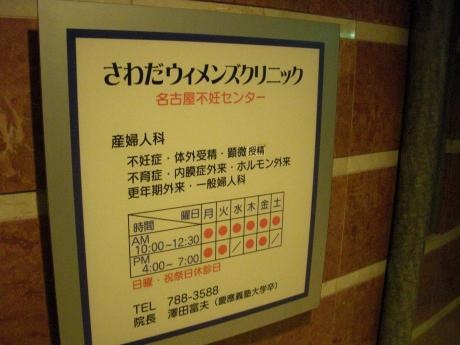 さわだウィメンズクリニック
名古屋不妊センター
産婦人科
不妊症・体外受精・顕微授精
不育症・内膜症外来・ホルモン外来
更年期外来・一般婦人科
時間 曜日 月 火 水 木 金 土
AM 10:00~12:30 ● ● ● ● ● ●
PM 4:00~7:00 ● ● / ● ● /
日曜・祝祭日休診日
TEL 788-3588
院長 澤田富夫(慶應義塾大学卒)